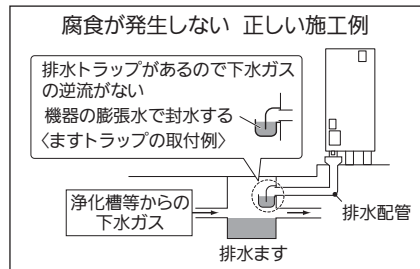 腐食が発生しない 正しい施工例
排水トラップがあるので下水ガス
の逆流がない
機器の膨張水で封水する
〈ますトラップの取付例〉
浄化槽等からの
下水ガス
排水配管
排水ます